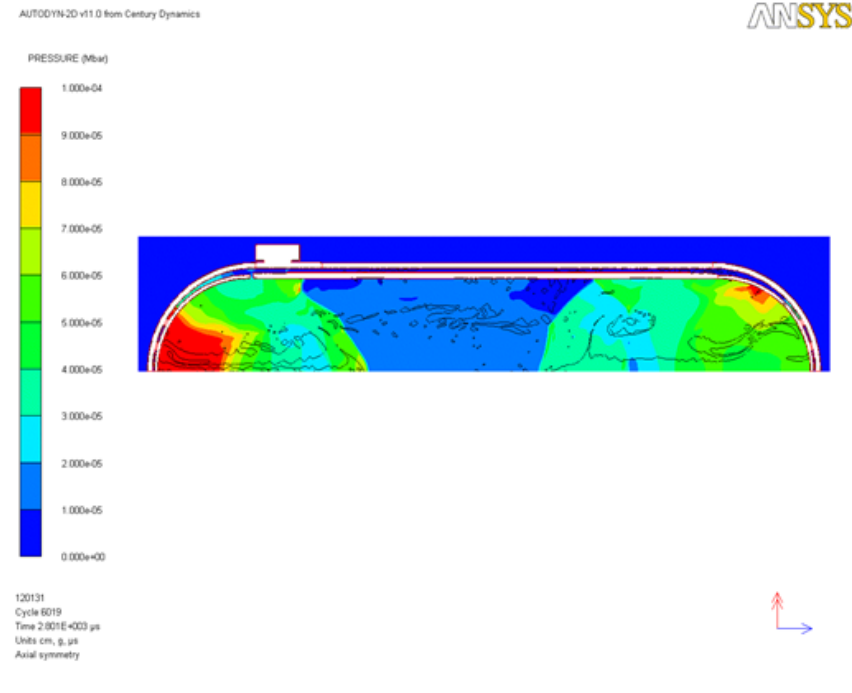 AUTODYN-2D v11.0 from Century Dynamics
ANSYS
PRESSURE (Mbar)
1.000e-04
9.000e-05
8.000e-05
7.000e-05
6.000e-05
5.000e-05
4.000e-05
3.000e-05
2.000e-05
1.000e-05
0.000e+00
120131
Cycle 6019
Time 2.801E+003 µs
Units cm, g, µs
Axial symmetry